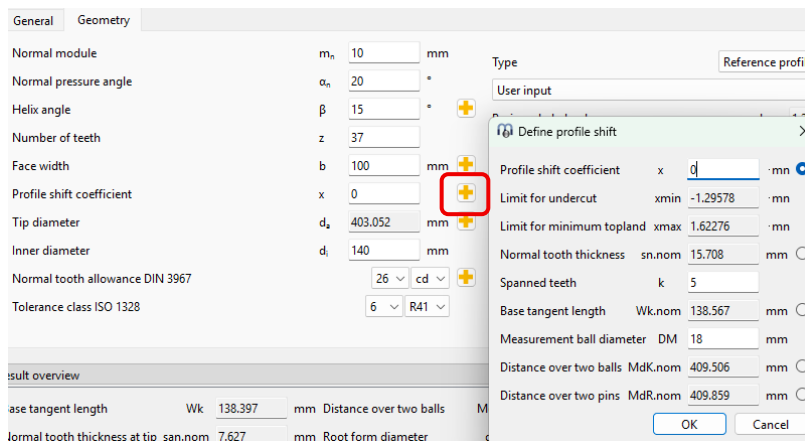 General Geometry
Normal module mn 10 mm
Normal pressure angle αn 20 °
Helix angle β 15 °
Number of teeth z 37
Face width b 100 mm
Profile shift coefficient x 0
Tip diameter da 403.052 mm
Inner diameter di 140 mm
Normal tooth allowance DIN 3967 26 cd
Tolerance class ISO 1328 6 R41
Type Reference profi
User input
Define profile shift
Profile shift coefficient x 0 ·mn
Limit for undercut xmin -1.29578 ·mn
Limit for minimum topland xmax 1.62276 ·mn
Normal tooth thickness sn.nom 15.708 mm
Spanned teeth k 5
Base tangent length Wk.nom 138.567 mm
Measurement ball diameter DM 18 mm
Distance over two balls MdK.nom 409.506 mm
Distance over two pins MdR.nom 409.859 mm
OK Cancel
esult overview
ase tangent length Wk 138.397 mm Distance over two balls M
Normal tooth thickness at tip san.nom 7.627 mm Root form diameter